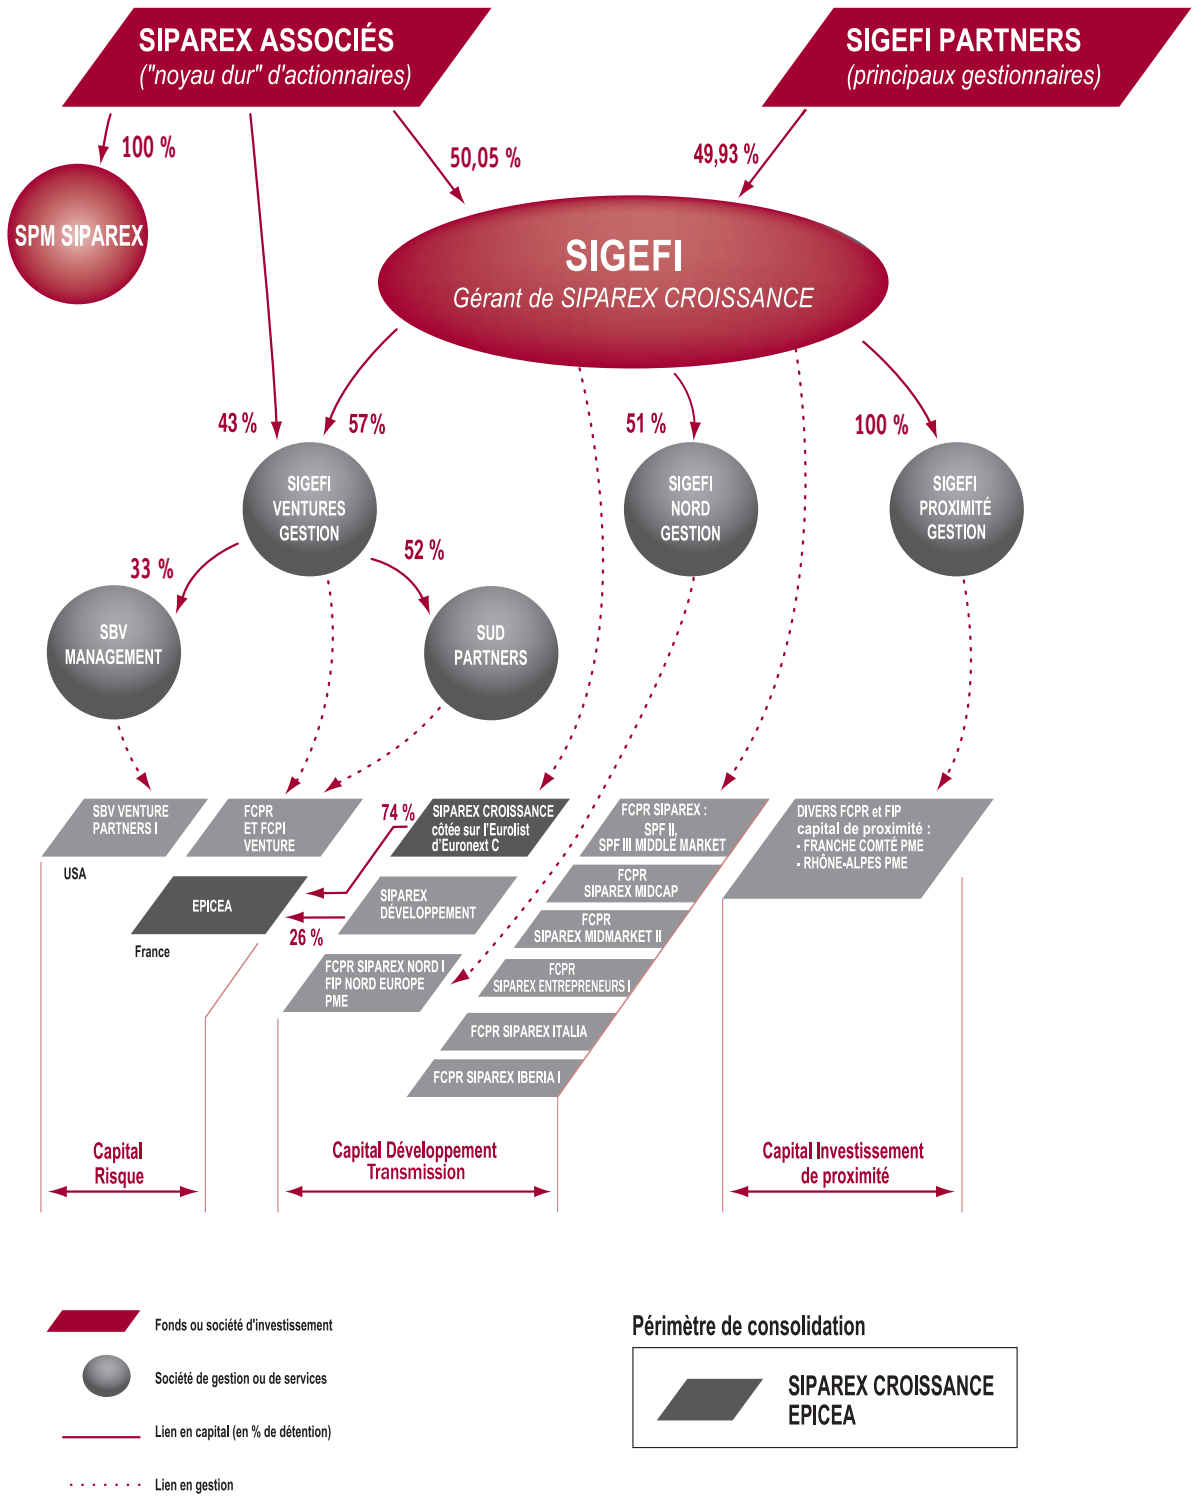 SIPAREX ASSOCIÉS
("noyau dur" d'actionnaires)
SIGEFI PARTNERS
(principaux gestionnaires)
100 %
50,05 %
49,93 %
SPM SIPAREX
SIGEFI
Gérant de SIPAREX CROISSANCE
43 %
57%
51 %
100 %
SIGEFI
VENTURES
GESTION
SIGEFI
NORD
GESTION
SIGEFI
PROXIMITÉ
GESTION
33 %
52 %
SBV
MANAGEMENT
SUD
PARTNERS
SBV VENTURE
PARTNERS I
USA
FCPR
ET FCPI
VENTURE
74 %
SIPAREX CROISSANCE
côtée sur l'Eurolist
d'Euronext C
FCPR SIPAREX :
SPF II,
SPF III MIDDLE MARKET
DIVERS FCPR et FIP
capital de proximité :
- FRANCHE COMTÉ PME
- RHÔNE-ALPES PME
EPICEA
France
SIPAREX
DÉVELOPPEMENT
26 %
FCPR
SIPAREX MIDCAP
FCPR
SIPAREX MIDMARKET II
FCPR SIPAREX NORD I
FIP NORD EUROPE
PME
FCPR
SIPAREX ENTREPRENEURS I
FCPR SIPAREX ITALIA
FCPR SIPAREX IBERIA I
Capital
Risque
Capital Développement
Transmission
Capital Investissement
de proximité
Fonds ou société d'investissement
Société de gestion ou de services
Lien en capital (en % de détention)
Lien en gestion
Périmètre de consolidation
SIPAREX CROISSANCE
EPICEA